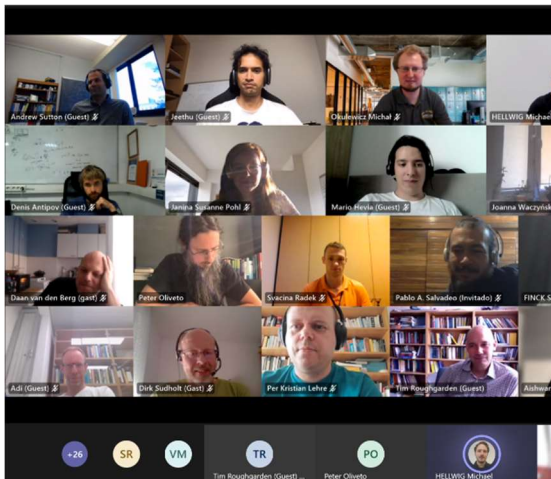 Andrew Sutton (Guest)
Jeethu (Guest)
Okulewicz Michał
HELLWIG Michael
Denis Antipov (Guest)
Janina Susanne Pohl
Mario Hevia (Guest)
Joanna Waczyńsk
Daan van den Berg (gast)
Peter Oliveto
Svacina Radek
Pablo A. Salvadeo (Invitado)
FINCK S
Adi (Guest)
Dirk Sudholt (Gast)
Per Kristian Lehre
Tim Roughgarden (Guest)
Aishwar
+26
SR
VM
TR
PO
Tim Roughgarden (Guest) ...
Peter Oliveto
HELLWIG Michael